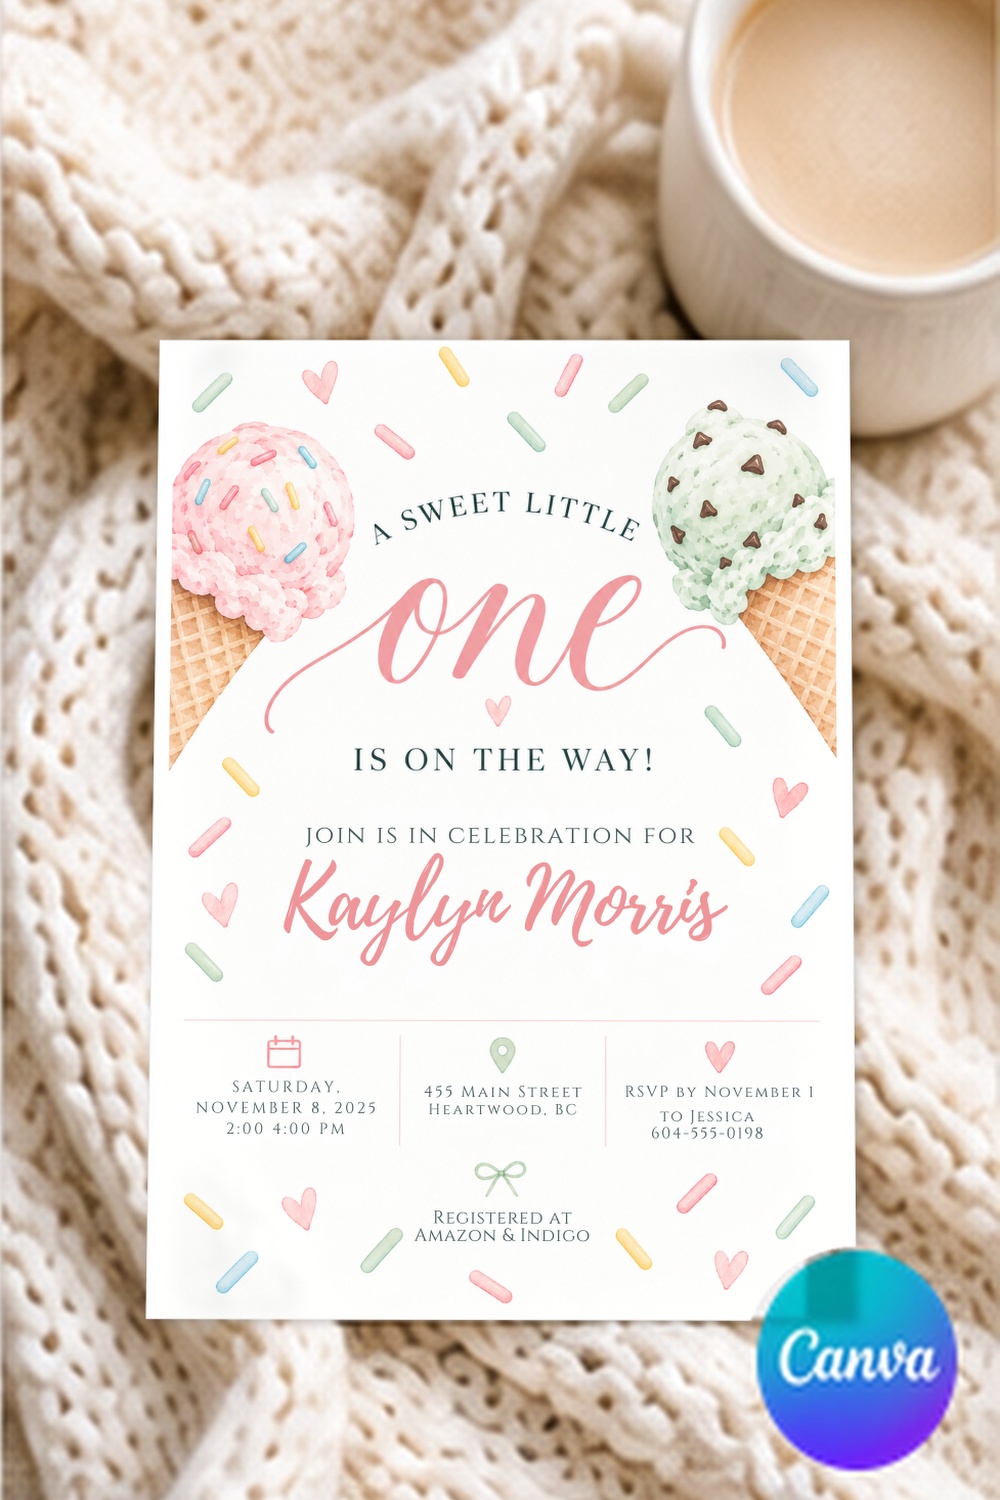 A SWEET LITTLE
one
IS ON THE WAY!
JOIN IS IN CELEBRATION FOR
Kaylyn Morris
SATURDAY,
NOVEMBER 8, 2025
2:00 4:00 PM
455 Main Street
Heartwood, BC
RSVP by November 1
to Jessica
604-555-0198
Registered at
Amazon & Indigo
Canva